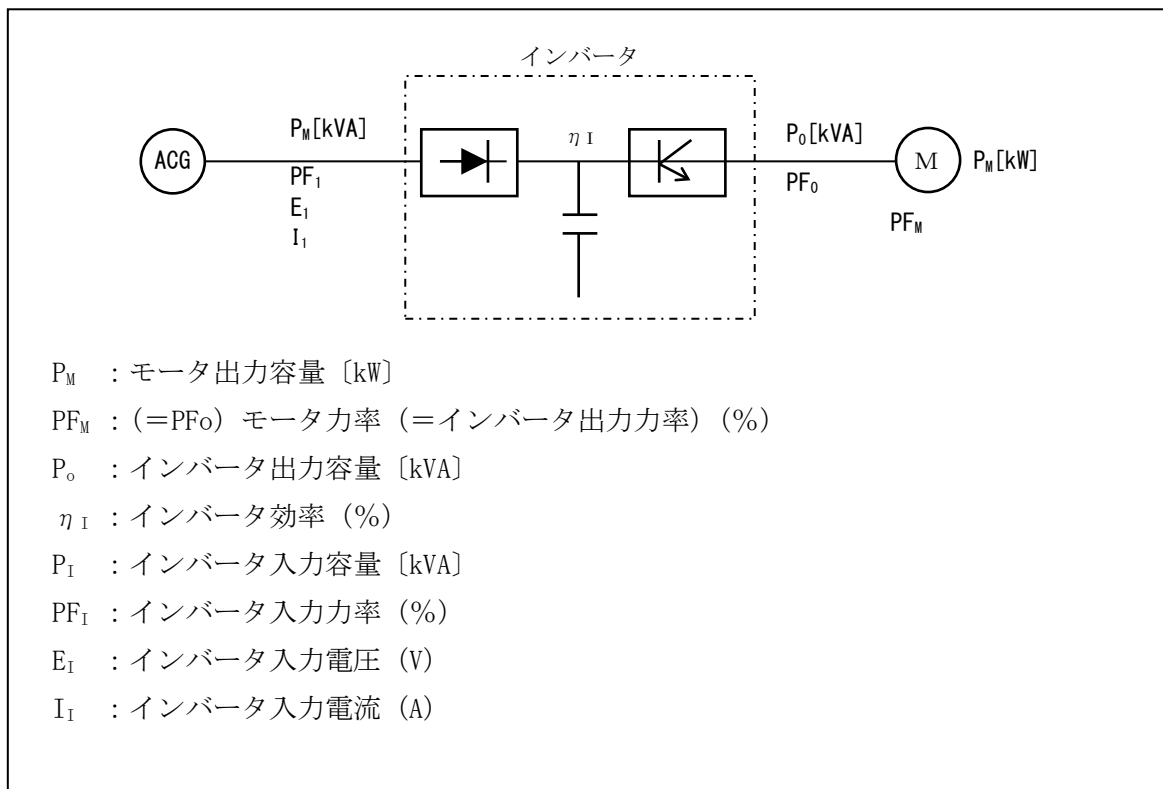 インバータ
P_M[kVA]
ηI
P_0[kVA]
ACG
M
P_M[kW]
PF_1
PF_0
E_1
PF_M
I_1
P_M :モータ出力容量〔kW〕
PF_M :(=PFo) モータ力率 (=インバータ出力力率) (%)
P_o :インバータ出力容量〔kVA〕
η_I :インバータ効率 (%)
P_I :インバータ入力容量〔kVA〕
PF_I :インバータ入力力率 (%)
E_I :インバータ入力電圧 (V)
I_I :インバータ入力電流 (A)